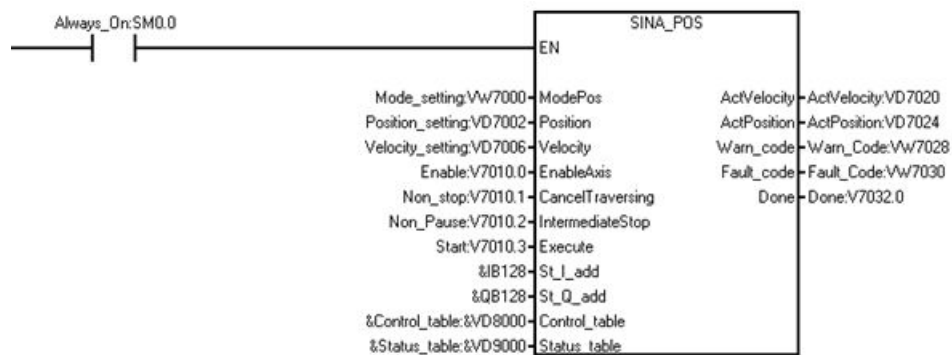 Always_On:SM0.0
SINA_POS
EN
Mode_setting:VW7000 ModePos ActVelocity ActVelocity:VD7020
Position_setting:VD7002 Position ActPosition ActPosition:VD7024
Velocity_setting:VD7006 Velocity Warn_code Warn_Code:VW7028
Enable:V7010.0 EnableAxis Fault_code Fault_Code:VW7030
Non_stop:V7010.1 CancelTraversing Done Done:V7032.0
Non_Pause:V7010.2 IntermediateStop
Start:V7010.3 Execute
&IB128 St_I_add
&QB128 St_Q_add
&Control_table:&VD8000 Control_table
&Status_table:&VD9000 Status_table